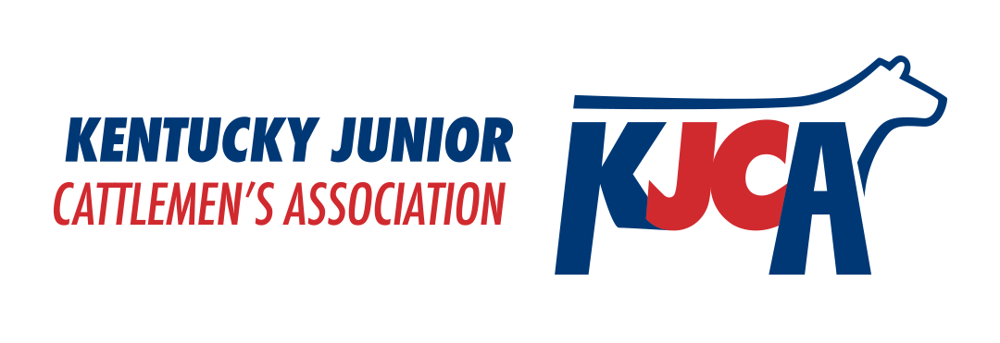 KENTUCKY JUNIOR
CATTLEMEN'S ASSOCIATION
KJCA